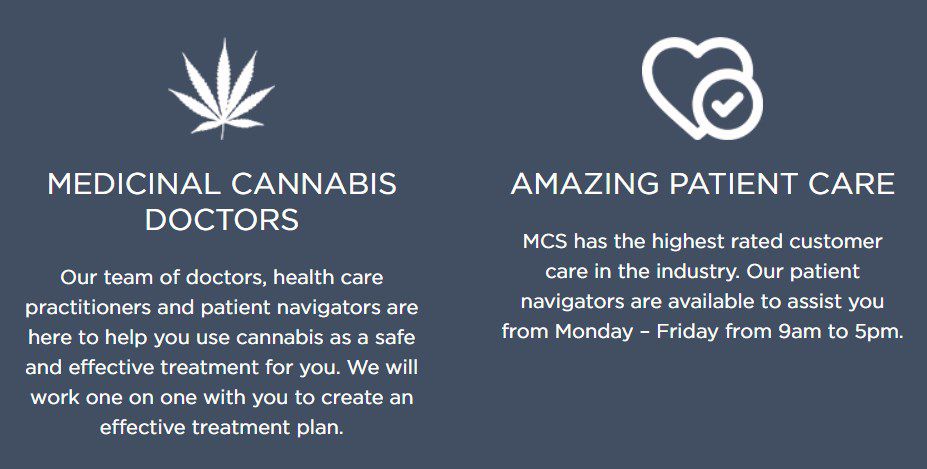 MEDICINAL CANNABIS
DOCTORS
Our team of doctors, health care
practitioners and patient navigators are
here to help you use cannabis as a safe
and effective treatment for you. We will
work one on one with you to create an
effective treatment plan.
AMAZING PATIENT CARE
MCS has the highest rated customer
care in the industry. Our patient
navigators are available to assist you
from Monday – Friday from 9am to 5pm.